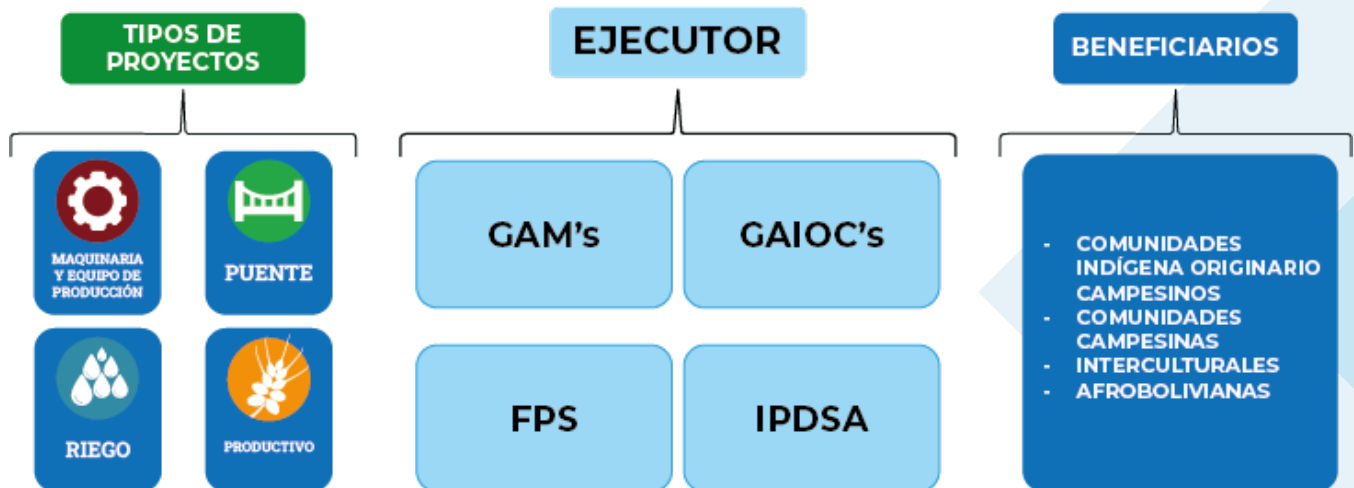 TIPOS DE
PROYECTOS
MAQUINARIA
Y EQUIPO DE
PRODUCCIÓN
PUENTE
RIEGO
PRODUCTIVO
EJECUTOR
GAM's
GAIOC's
FPS
IPDSA
BENEFICIARIOS
- COMUNIDADES
INDÍGENA ORIGINARIO
CAMPESINOS
- COMUNIDADES
CAMPESINAS
- INTERCULTURALES
- AFROBOLIVIANAS